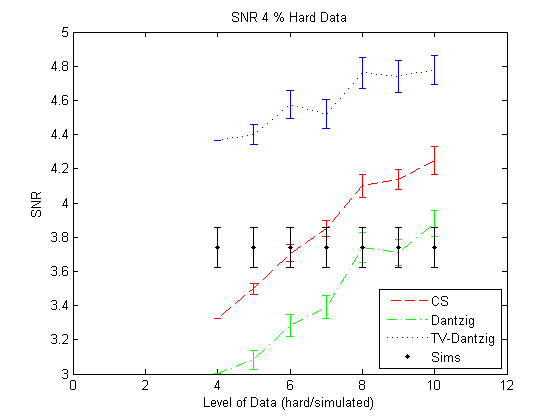 SNR 4 % Hard Data
5
4.8
4.6
4.4
4.2
4
3.8
3.6
3.4
3.2
3
SNR
0
2
4
6
8
10
12
Level of Data (hard/simulated)
CS
Dantzig
TV-Dantzig
Sims